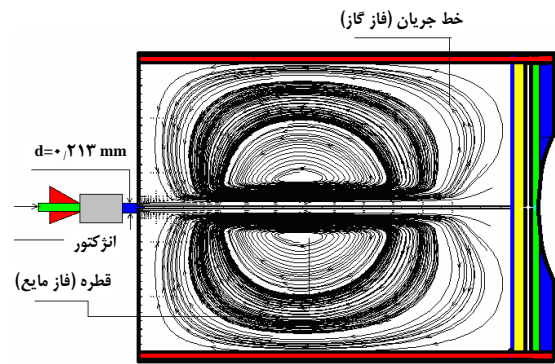 خط جریان (فاز گاز)
d=۰٫۲۱۳ mm
انژکتور
قطره (فاز مایع)